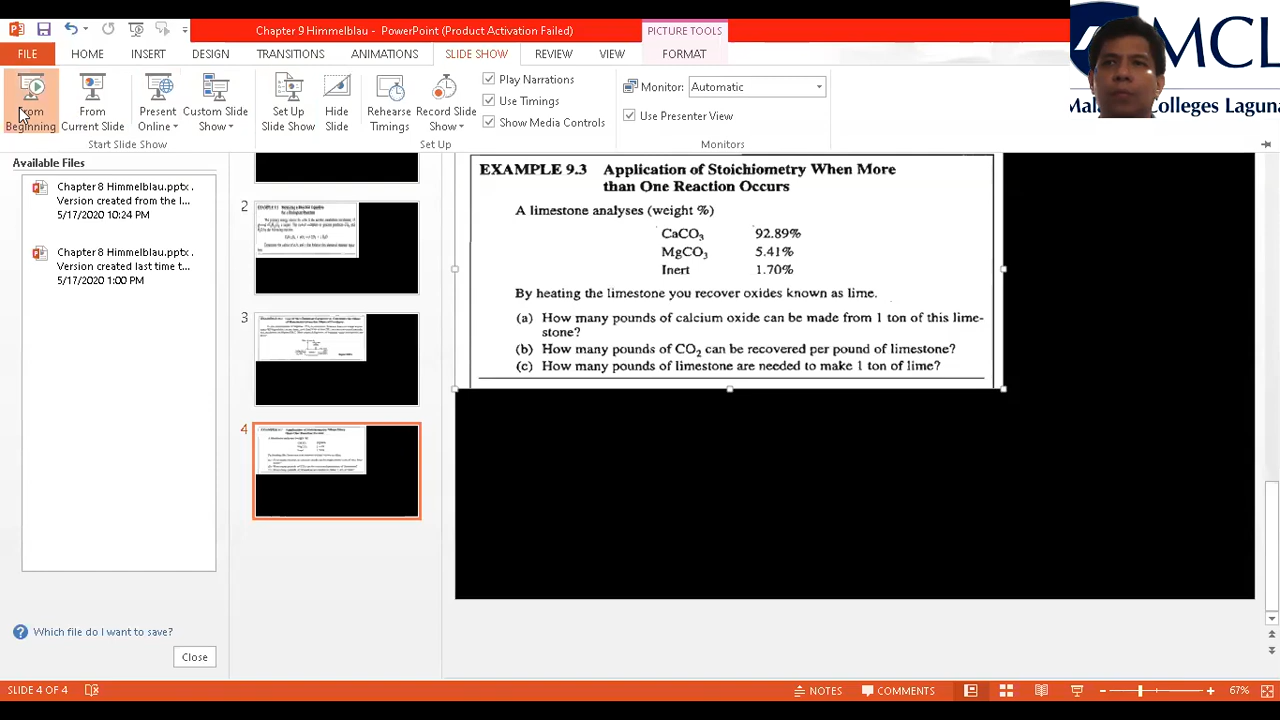 Chapter 9 Himmelblau - PowerPoint (Product Activation Failed)
PICTURE TOOLS
FILE HOME INSERT DESIGN TRANSITIONS ANIMATIONS SLIDE SHOW REVIEW VIEW FORMAT
From Beginning
From Current Slide
Present Online
Custom Slide Show
Set Up Slide Show
Hide Slide
Rehearse Timings
Record Slide Show
Play Narrations
Use Timings
Show Media Controls
Monitor: Automatic
Use Presenter View
Start Slide Show
Set Up
Monitors
MCL
Colleges Laguna
Available Files
Chapter 8 Himmelblau.pptx .
Version created from the l...
5/17/2020 10:24 PM
Chapter 8 Himmelblau.pptx .
Version created last time t...
5/17/2020 1:00 PM
Which file do I want to save?
Close
2
3
4
EXAMPLE 9.3 Application of Stoichiometry When More
than One Reaction Occurs
A limestone analyses (weight %)
CaCO₃ 92.89%
MgCO₃ 5.41%
Inert 1.70%
By heating the limestone you recover oxides known as lime.
(a) How many pounds of calcium oxide can be made from 1 ton of this lime-
stone?
(b) How many pounds of CO₂ can be recovered per pound of limestone?
(c) How many pounds of limestone are needed to make 1 ton of lime?
SLIDE 4 OF 4
NOTES
COMMENTS
67%